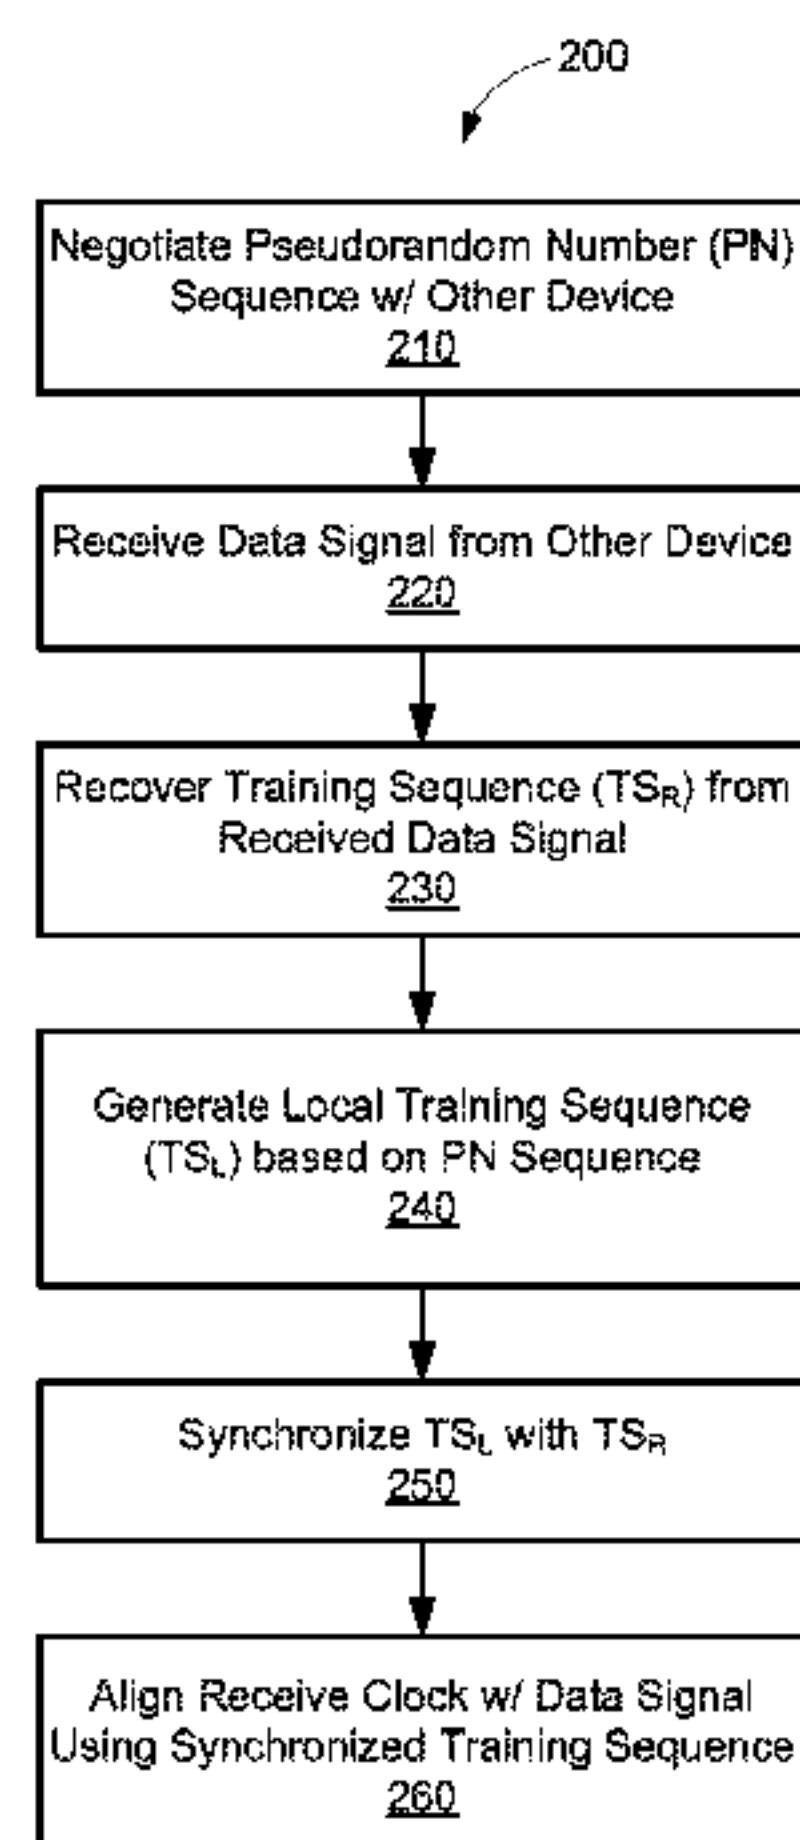 200
Negotiate Pseudorandom Number (PN)
Sequence w/ Other Device
210
Receive Data Signal from Other Device
220
Recover Training Sequence (TSR) from
Received Data Signal
230
Generate Local Training Sequence
(TSL) based on PN Sequence
240
Synchronize TSL with TSR
250
Align Receive Clock w/ Data Signal
Using Synchronized Training Sequence
260